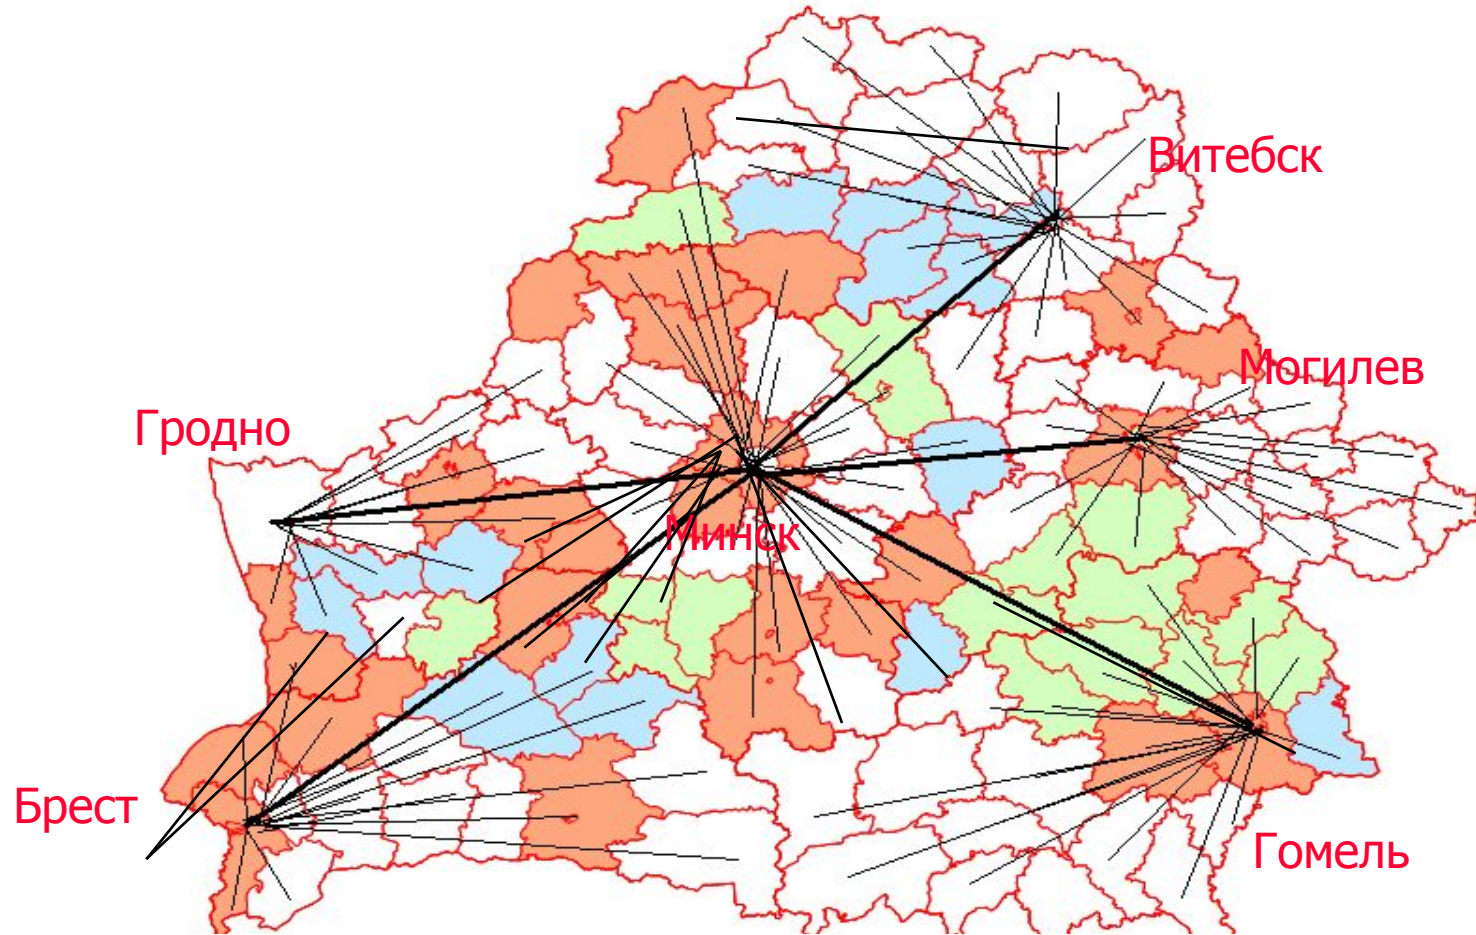 Витебск
Могилев
Гродно
Минск
Брест
Гомель